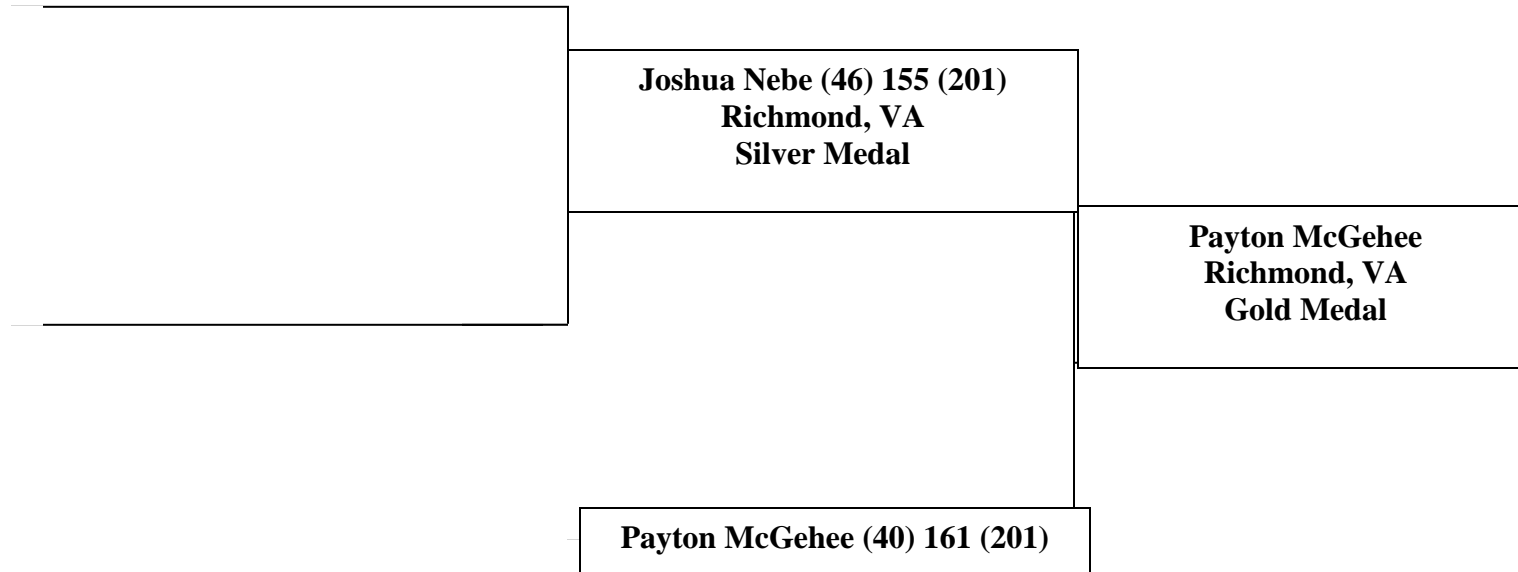 Joshua Nebe (46) 155 (201)
Richmond, VA
Silver Medal
Payton McGehee
Richmond, VA
Gold Medal
Payton McGehee (40) 161 (201)